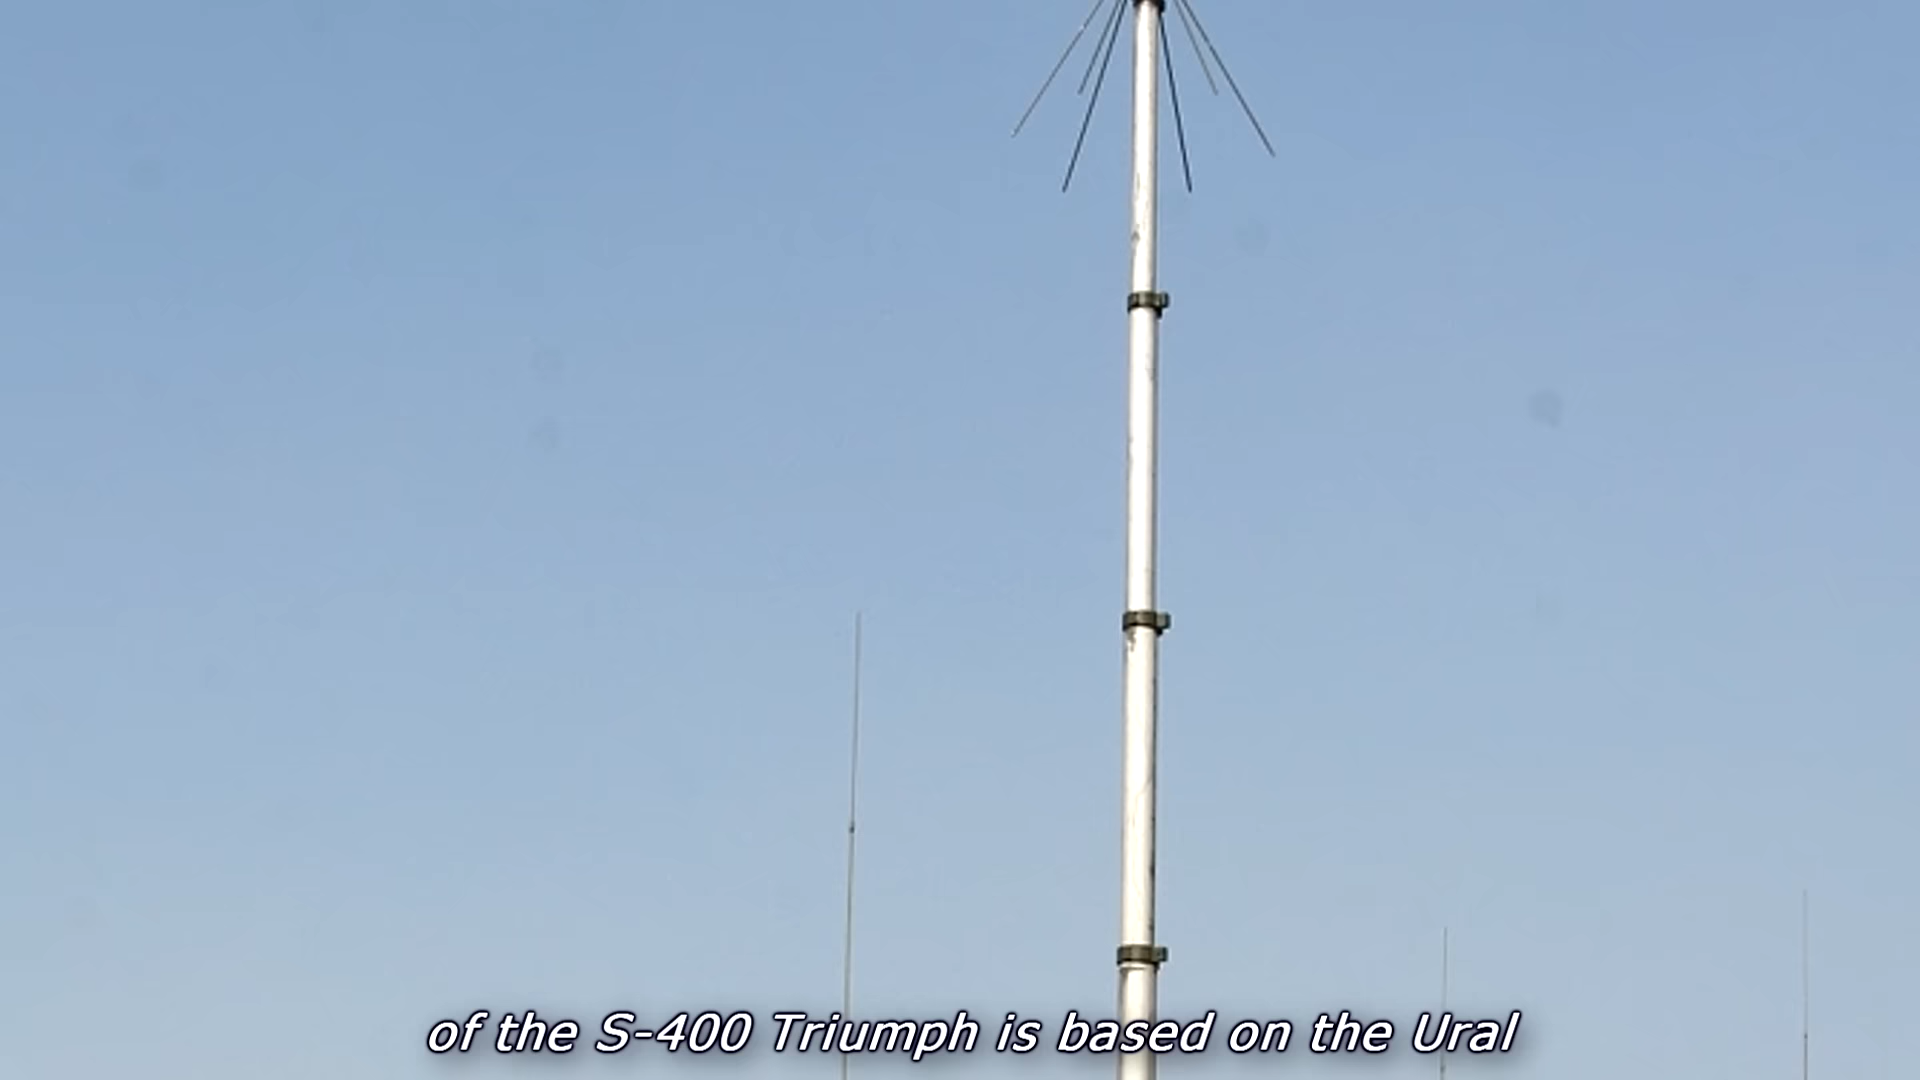 of the S-400 Triumph is based on the Ural